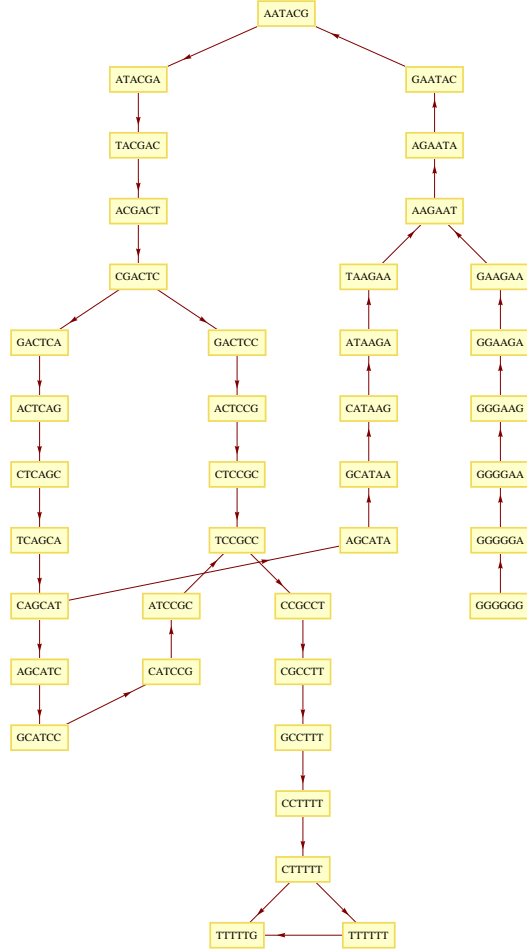 AATACG
ATACGA GAATAC
TACGAC AGAATA
ACGACT AAGAAT
CGACTC TAAGAA GAAGAA
GACTCA GACTCC ATAAGA GGAAGA
ACTCAG ACTCCG CATAAG GGGAAG
CTCAGC CTCCGC GCATAA GGGGAA
TCAGCA TCCGCC AGCATA GGGGGA
CAGCAT ATCCGC CCGCCT GGGGGG
AGCATC CATCCG CGCCTT
GCATCC GCCTTT
CCTTTT
CTTTTT
TTTTTG TTTTTT